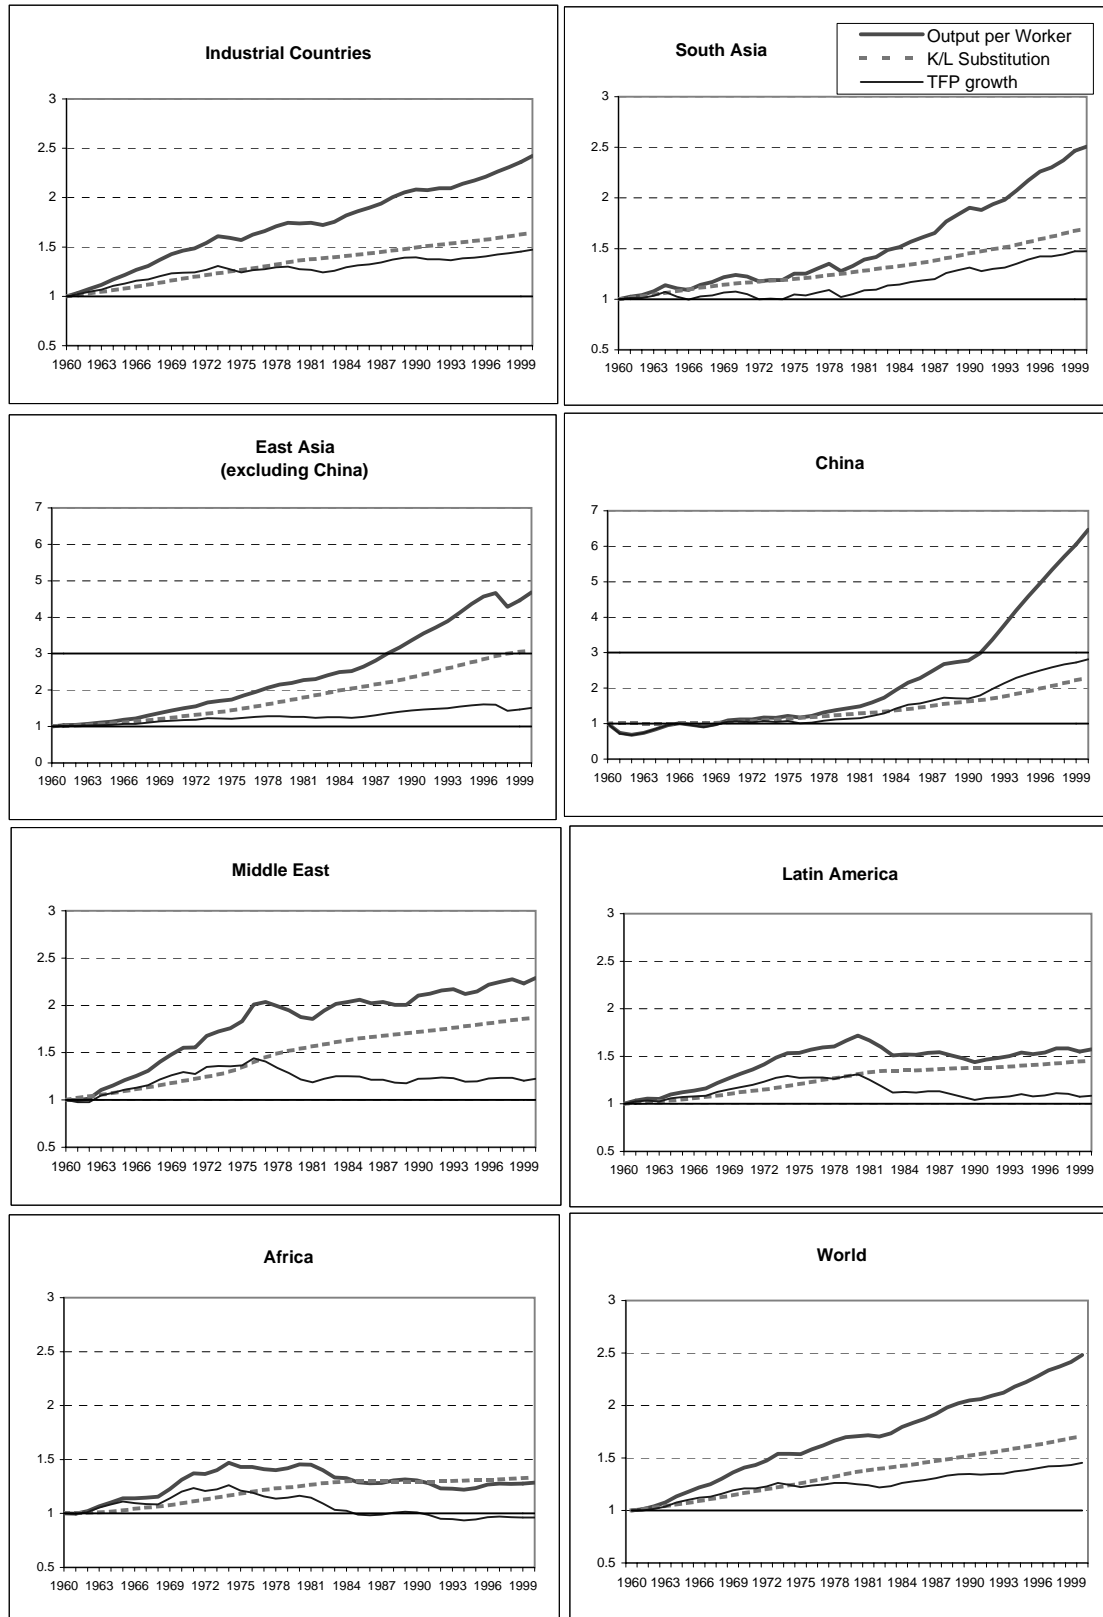 Industrial Countries
3
2.5
2
1.5
1
0.5
1960 1963 1966 1969 1972 1975 1978 1981 1984 1987 1990 1993 1996 1999
South Asia
Output per Worker
K/L Substitution
TFP growth
3
2.5
2
1.5
1
0.5
1960 1963 1966 1969 1972 1975 1978 1981 1984 1987 1990 1993 1996 1999
East Asia
(excluding China)
7
6
5
4
3
2
1
0
1960 1963 1966 1969 1972 1975 1978 1981 1984 1987 1990 1993 1996 1999
China
7
6
5
4
3
2
1
0
1960 1963 1966 1969 1972 1975 1978 1981 1984 1987 1990 1993 1996 1999
Middle East
3
2.5
2
1.5
1
0.5
1960 1963 1966 1969 1972 1975 1978 1981 1984 1987 1990 1993 1996 1999
Latin America
3
2.5
2
1.5
1
0.5
1960 1963 1966 1969 1972 1975 1978 1981 1984 1987 1990 1993 1996 1999
Africa
3
2.5
2
1.5
1
0.5
1960 1963 1966 1969 1972 1975 1978 1981 1984 1987 1990 1993 1996 1999
World
3
2.5
2
1.5
1
0.5
1960 1963 1966 1969 1972 1975 1978 1981 1984 1987 1990 1993 1996 1999